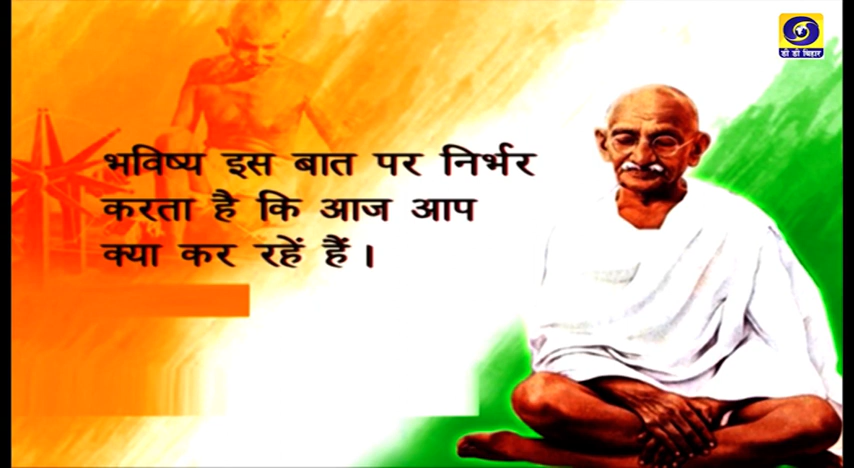 डी डी बिहार
भविष्य इस बात पर निर्भर
करता है कि आज आप
क्या कर रहें हैं।